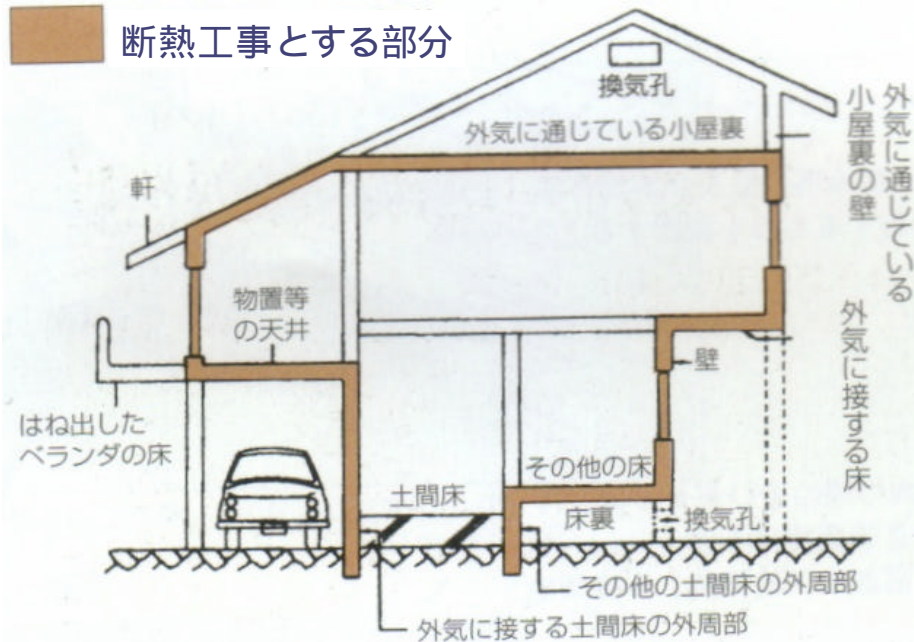 断熱工事とする部分
換気孔
外気に通じている小屋裏
外気に通じている
小屋裏の壁
軒
物置等
の天井
壁
外気に接する床
はね出した
ベランダの床
その他の床
土間床
床裏
換気孔
その他の土間床の外周部
外気に接する土間床の外周部